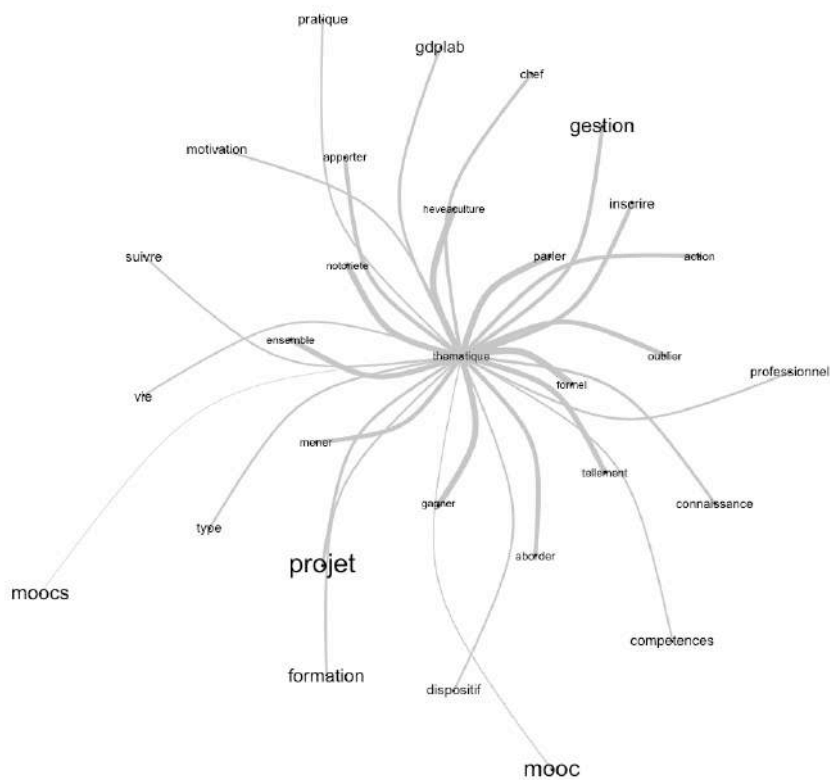 pratique
gdplab
chef
gestion
motivation
apporter
heveaculture
inscrire
suivre
notoriete
parler
action
ensemble
thematique
oublier
professionnel
formel
vie
mener
tellement
gagner
connaissance
type
aborder
projet
moocs
competences
formation
dispositif
mooc